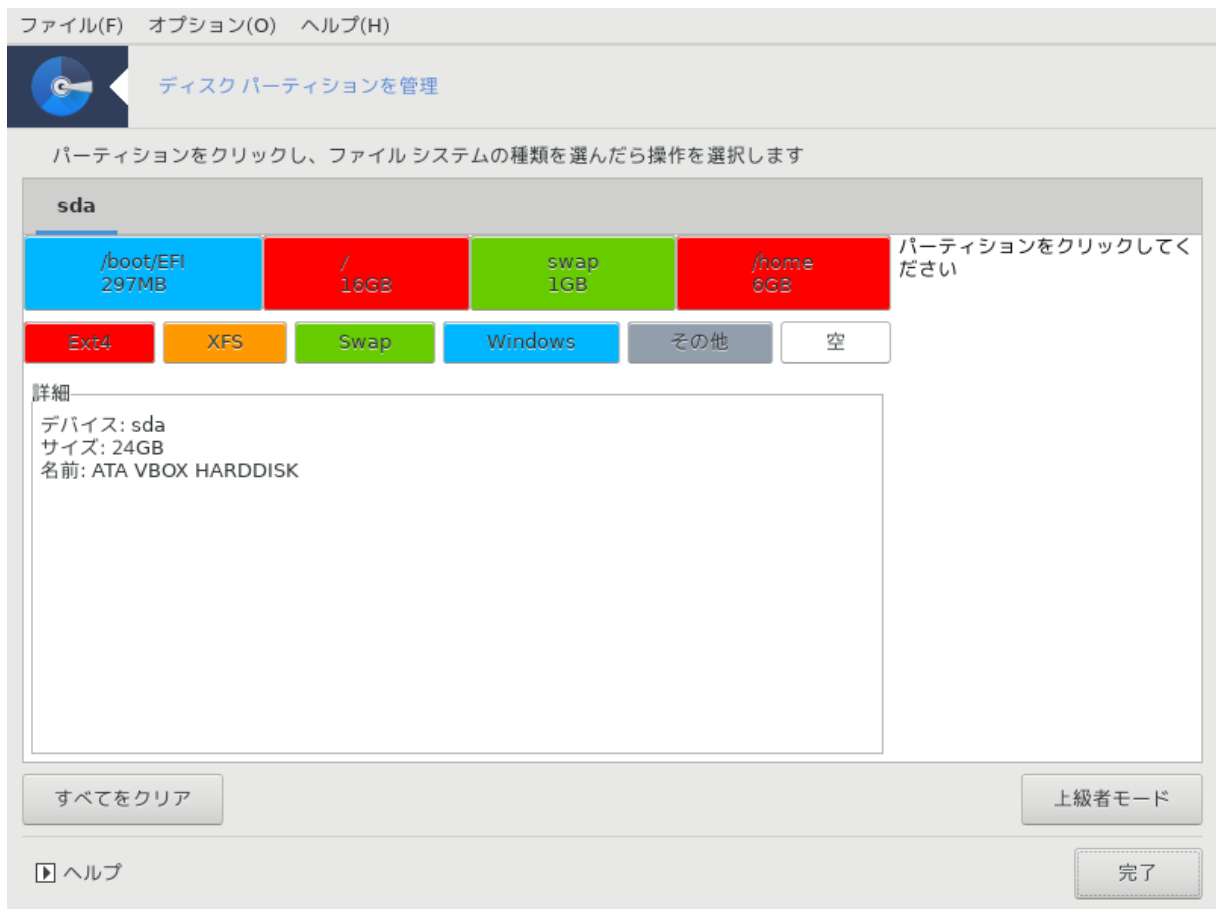 ファイル(F) オプション(O) ヘルプ(H)
ディスク パーティションを管理
パーティションをクリックし、ファイル システムの種類を選んだら操作を選択します
sda
/boot/EFI
297MB
/
16GB
swap
1GB
/home
6GB
パーティションをクリックしてく
ださい
Ext4 XFS Swap Windows その他 空
詳細
デバイス: sda
サイズ: 24GB
名前: ATA VBOX HARDDISK
すべてをクリア 上級者モード
ヘルプ 完了